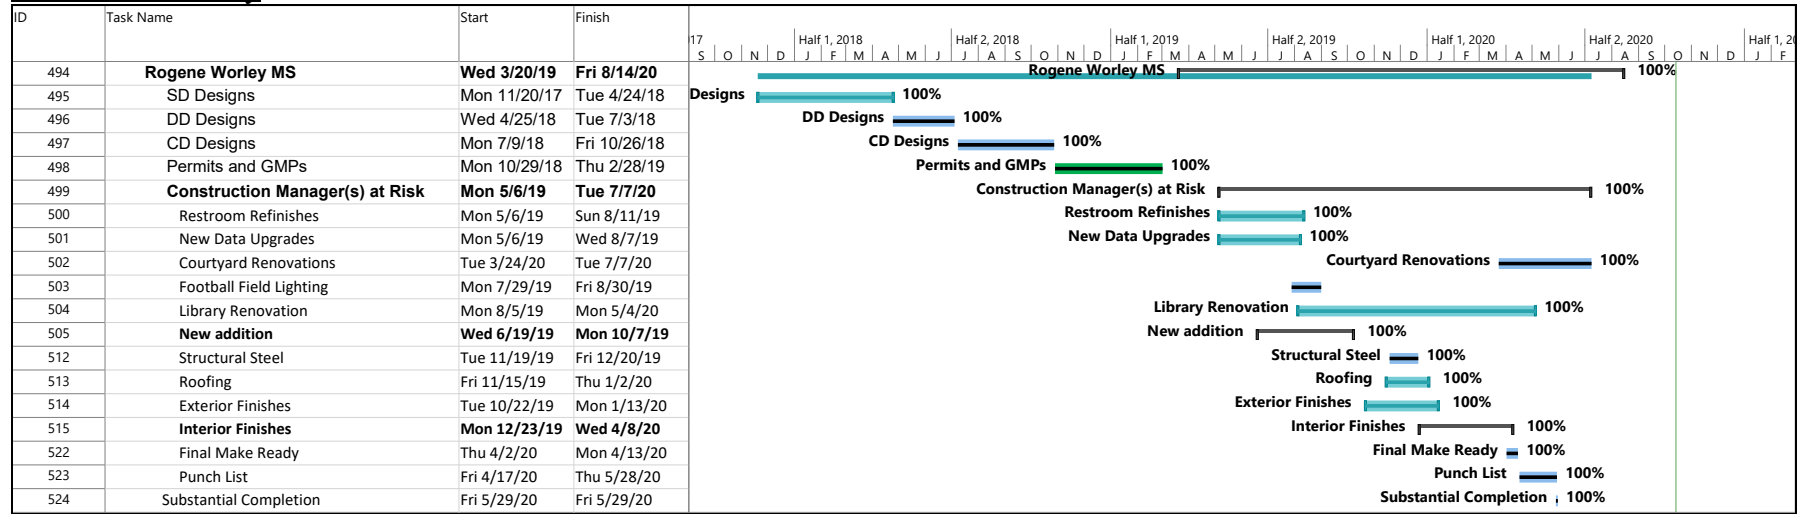 ID Task Name Start Finish
17 Half 1, 2018 Half 2, 2018 Half 1, 2019 Half 2, 2019 Half 1, 2020 Half 2, 2020 Half 1, 20
S O N D J F M A M J J A S O N D J F M A M J J A S O N D J F M A M J J A S O N D J F
494 Rogene Worley MS Wed 3/20/19 Fri 8/14/20 Rogene Worley MS 100%
495 SD Designs Mon 11/20/17 Tue 4/24/18 Designs 100%
496 DD Designs Wed 4/25/18 Tue 7/3/18 DD Designs 100%
497 CD Designs Mon 7/9/18 Fri 10/26/18 CD Designs 100%
498 Permits and GMPs Mon 10/29/18 Thu 2/28/19 Permits and GMPs 100%
499 Construction Manager(s) at Risk Mon 5/6/19 Tue 7/7/20 Construction Manager(s) at Risk 100%
500 Restroom Refinishes Mon 5/6/19 Sun 8/11/19 Restroom Refinishes 100%
501 New Data Upgrades Mon 5/6/19 Wed 8/7/19 New Data Upgrades 100%
502 Courtyard Renovations Tue 3/24/20 Tue 7/7/20 Courtyard Renovations 100%
503 Football Field Lighting Mon 7/29/19 Fri 8/30/19
504 Library Renovation Mon 8/5/19 Mon 5/4/20 Library Renovation 100%
505 New addition Wed 6/19/19 Mon 10/7/19 New addition 100%
512 Structural Steel Tue 11/19/19 Fri 12/20/19 Structural Steel 100%
513 Roofing Fri 11/15/19 Thu 1/2/20 Roofing 100%
514 Exterior Finishes Tue 10/22/19 Mon 1/13/20 Exterior Finishes 100%
515 Interior Finishes Mon 12/23/19 Wed 4/8/20 Interior Finishes 100%
522 Final Make Ready Thu 4/2/20 Mon 4/13/20 Final Make Ready 100%
523 Punch List Fri 4/17/20 Thu 5/28/20 Punch List 100%
524 Substantial Completion Fri 5/29/20 Fri 5/29/20 Substantial Completion 100%